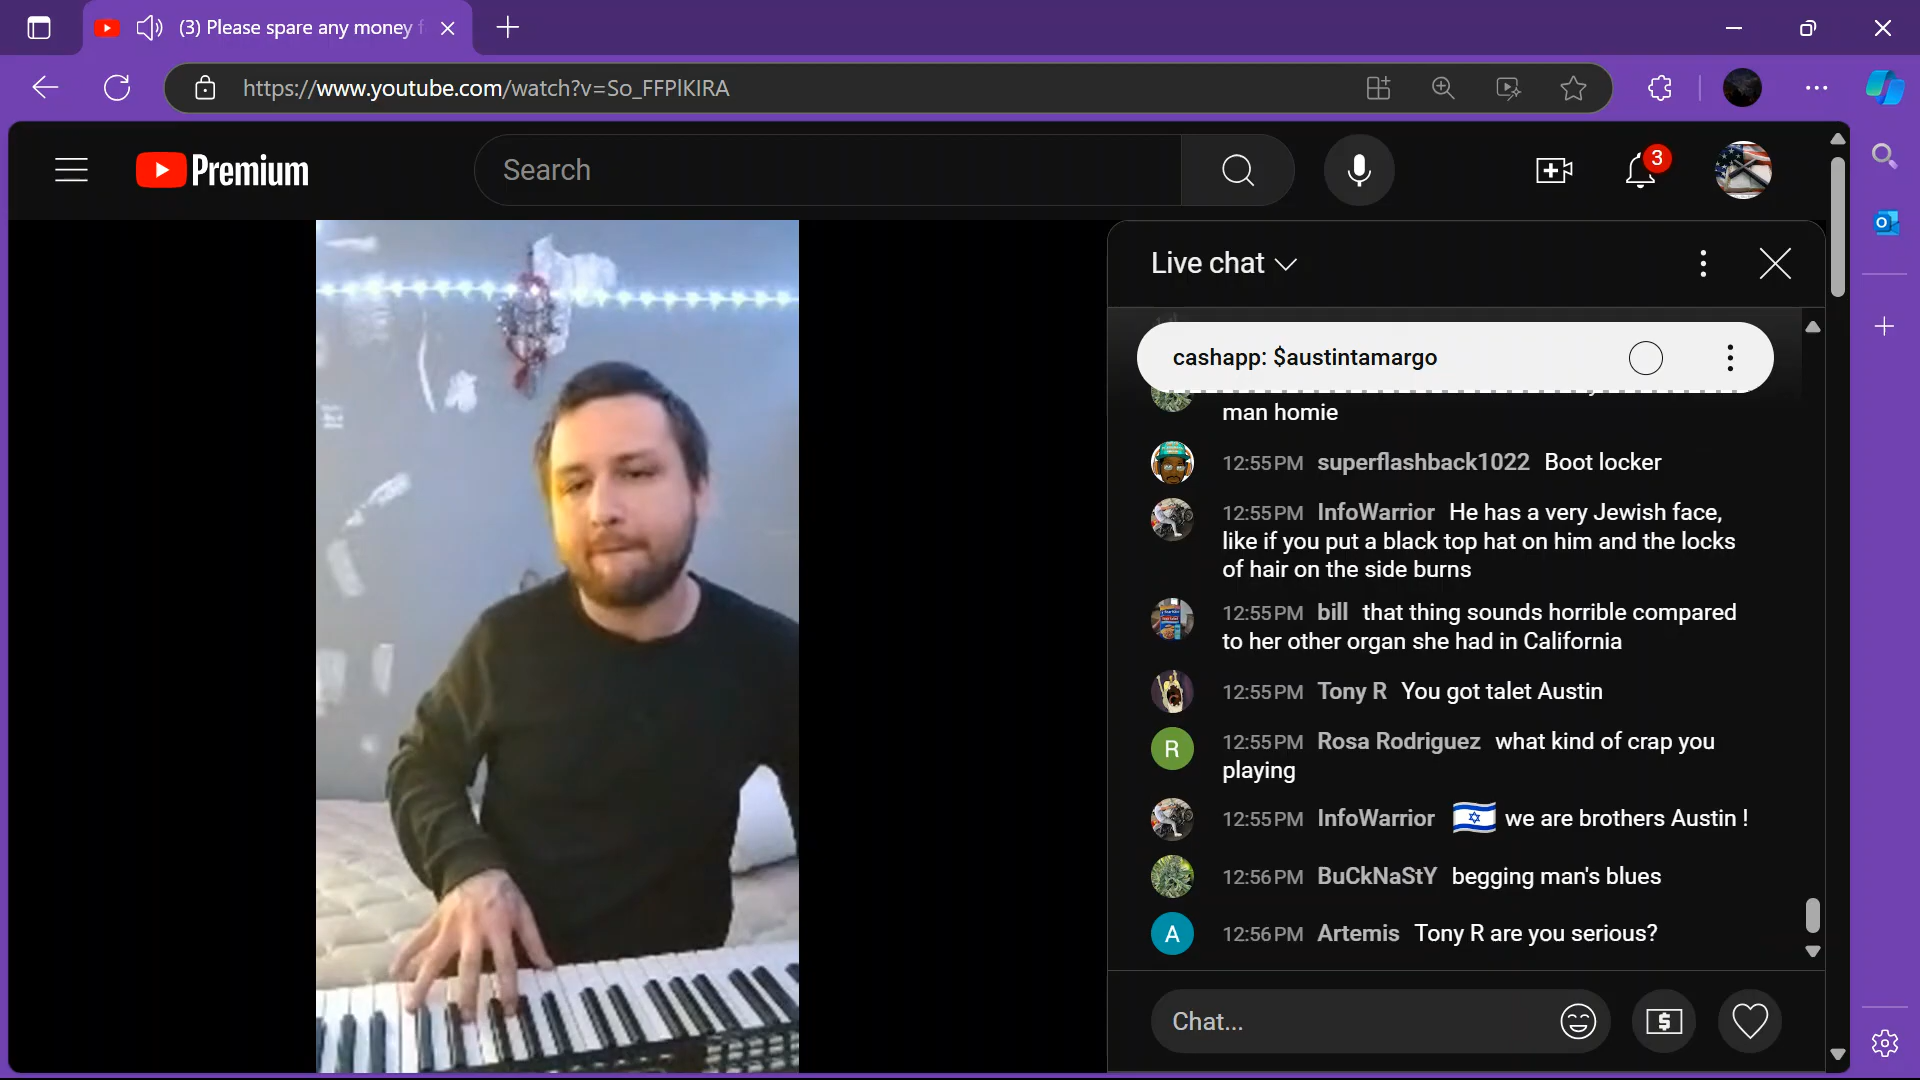 (3) Please spare any money f
https://www.youtube.com/watch?v=So_FFPlKIRA
Premium
Search
3
Live chat
cashapp: $austintamargo
man homie
12:55 PM superflashback1022 Boot locker
12:55 PM InfoWarrior He has a very Jewish face,
like if you put a black top hat on him and the locks
of hair on the side burns
12:55 PM bill that thing sounds horrible compared
to her other organ she had in California
12:55 PM Tony R You got talet Austin
R
12:55 PM Rosa Rodriguez what kind of crap you
playing
12:55 PM InfoWarrior 🇮🇱 we are brothers Austin !
12:56 PM BuCkNaStY begging man's blues
A
12:56 PM Artemis Tony R are you serious?
Chat...